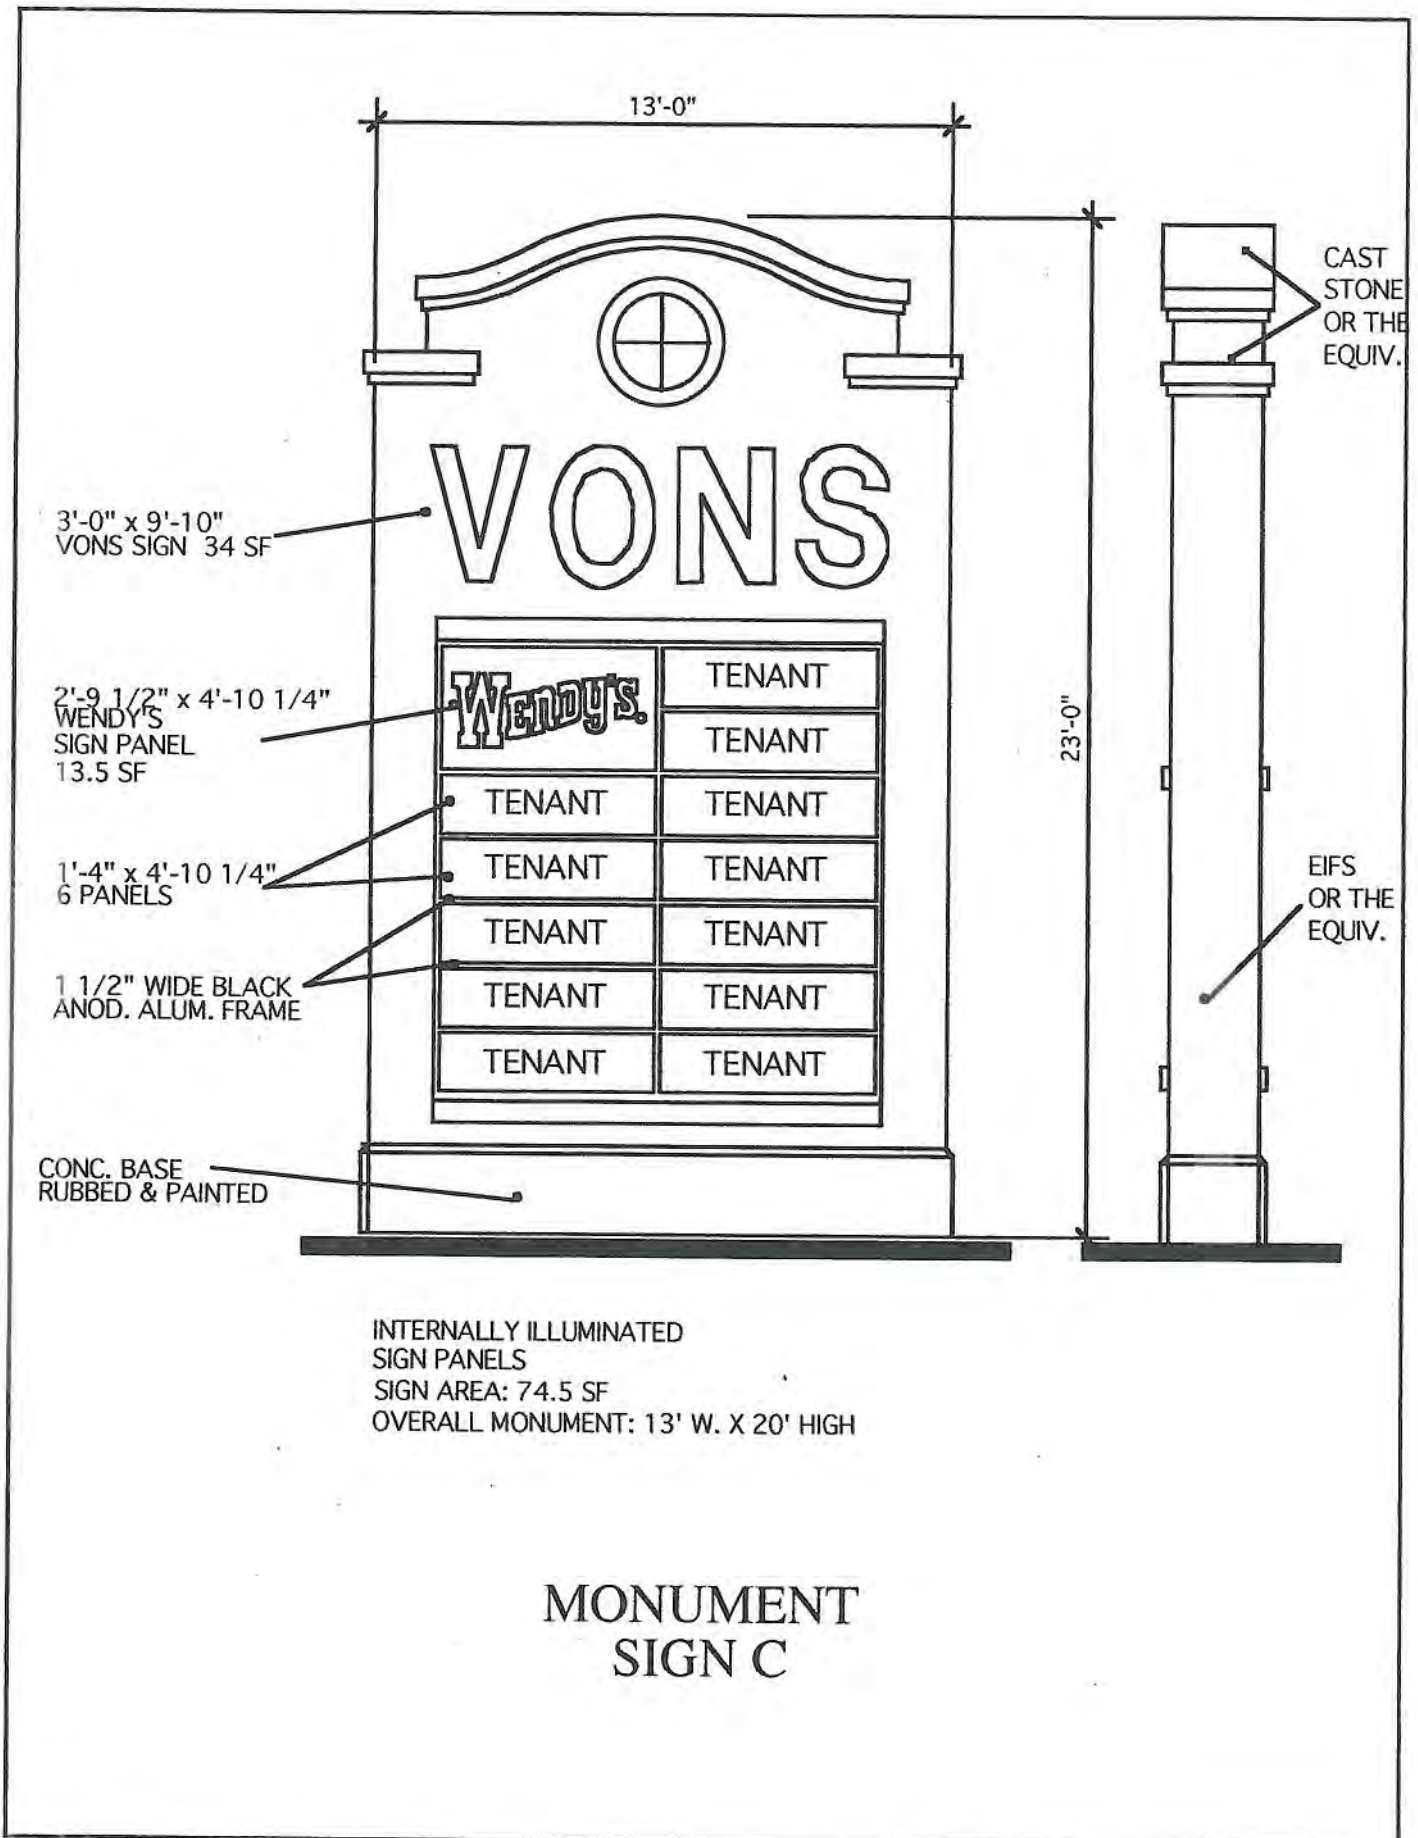 13'-0"
CAST
STONE
OR THE
EQUIV.
VONS
3'-0" x 9'-10"
VONS SIGN 34 SF
2'-9 1/2" x 4'-10 1/4"
WENDY'S
SIGN PANEL
13.5 SF
Wendy's.
TENANT
TENANT
23'-0"
TENANT TENANT
1'-4" x 4'-10 1/4"
6 PANELS
TENANT TENANT
EIFS
OR THE
EQUIV.
TENANT TENANT
1 1/2" WIDE BLACK
ANOD. ALUM. FRAME
TENANT TENANT
TENANT TENANT
CONC. BASE
RUBBED & PAINTED
INTERNALLY ILLUMINATED
SIGN PANELS
SIGN AREA: 74.5 SF
OVERALL MONUMENT: 13' W. X 20' HIGH
MONUMENT
SIGN C